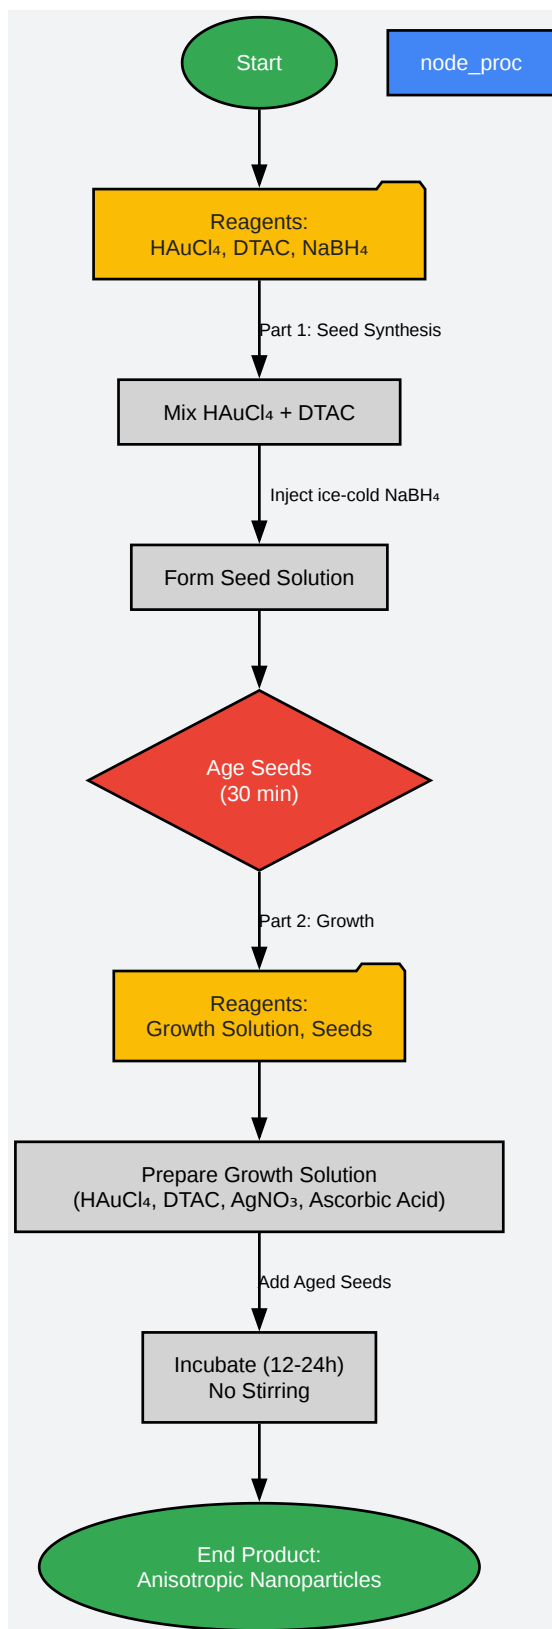 Start
node_proc
Reagents:
HAuCl₄, DTAC, NaBH₄
Part 1: Seed Synthesis
Mix HAuCl₄ + DTAC
Inject ice-cold NaBH₄
Form Seed Solution
Age Seeds
(30 min)
Part 2: Growth
Reagents:
Growth Solution, Seeds
Prepare Growth Solution
(HAuCl₄, DTAC, AgNO₃, Ascorbic Acid)
Add Aged Seeds
Incubate (12-24h)
No Stirring
End Product:
Anisotropic Nanoparticles